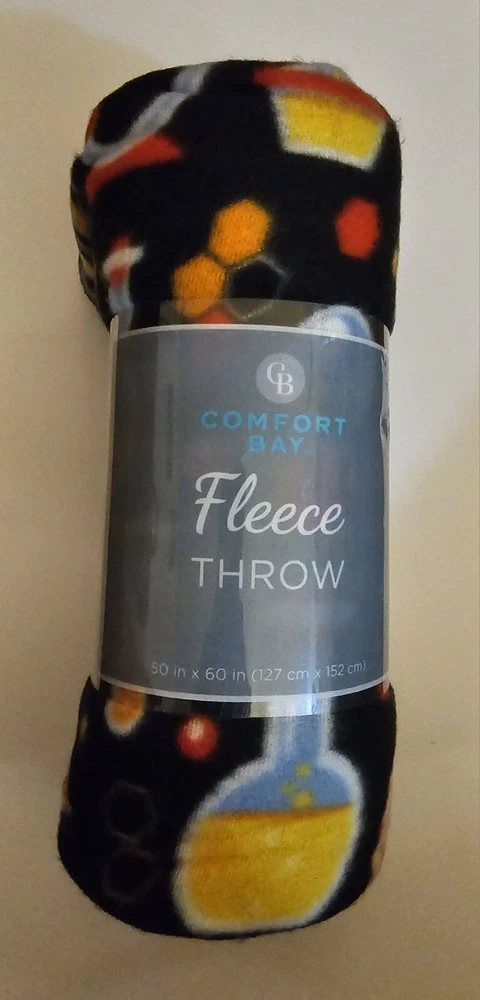 CB
COMFORT
BAY
Fleece
THROW
50 in x 60 in (127 cm x 152 cm)